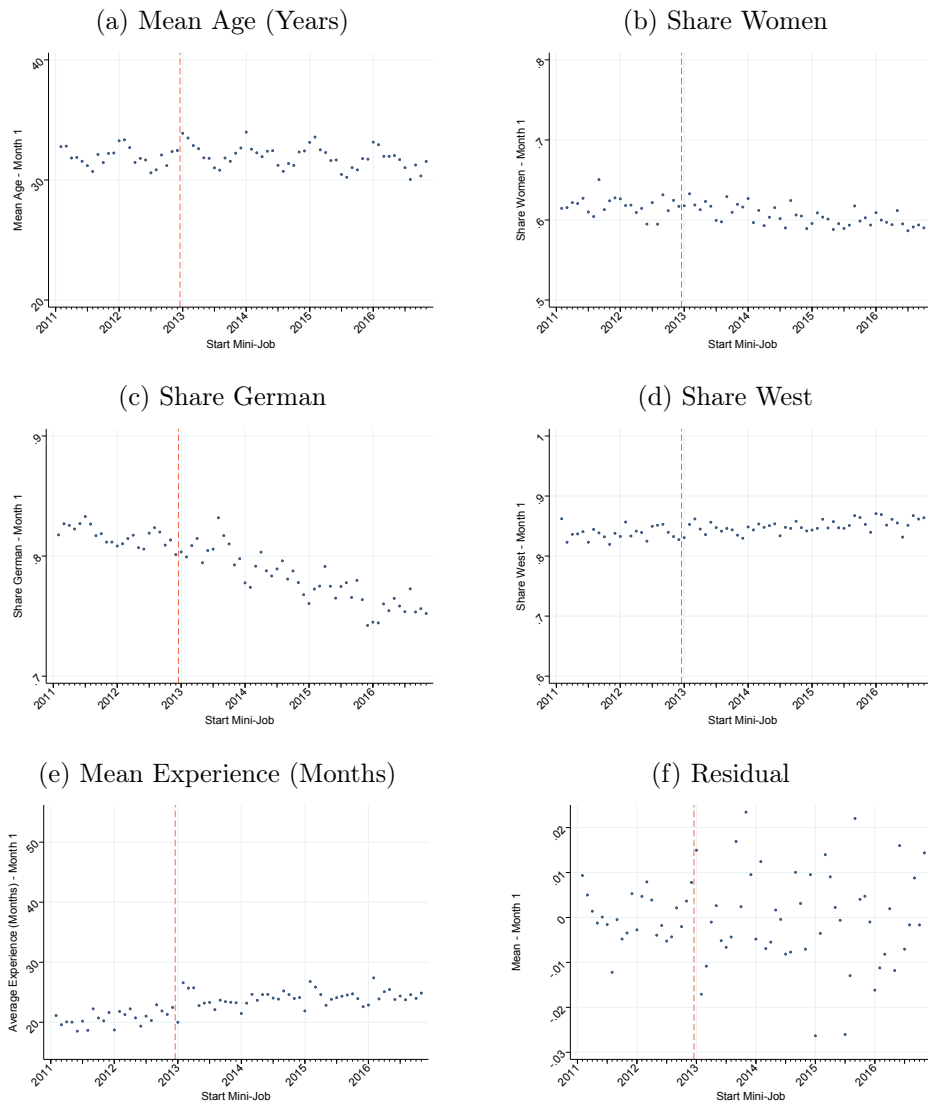 (a) Mean Age (Years)
Mean Age - Month 1
40
30
20
2011 2012 2013 2014 2015 2016
Start Mini-Job
(b) Share Women
Share Women - Month 1
.8
.7
.6
.5
2011 2012 2013 2014 2015 2016
Start Mini-Job
(c) Share German
Share German - Month 1
.9
.8
.7
2011 2012 2013 2014 2015 2016
Start Mini-Job
(d) Share West
Share West - Month 1
1
.9
.8
.7
.6
2011 2012 2013 2014 2015 2016
Start Mini-Job
(e) Mean Experience (Months)
Average Experience (Months) - Month 1
50
40
30
20
2011 2012 2013 2014 2015 2016
Start Mini-Job
(f) Residual
Mean - Month 1
.02
.01
0
-.01
-.02
-.03
2011 2012 2013 2014 2015 2016
Start Mini-Job